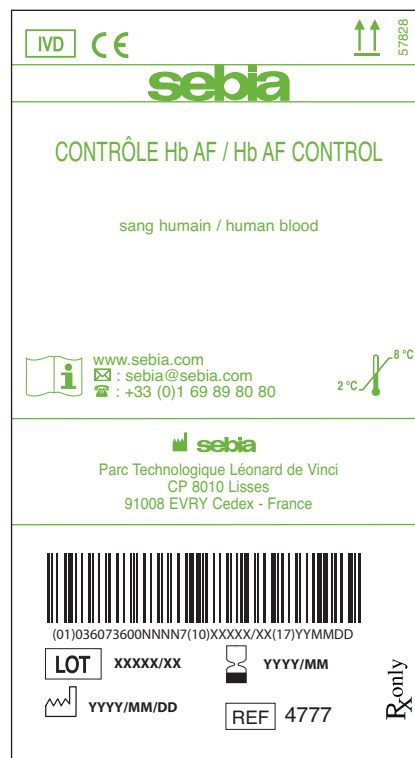 IVD CE
57828
sebia
CONTRÔLE Hb AF / Hb AF CONTROL
sang humain / human blood
i
www.sebia.com
: sebia@sebia.com
: +33 (0)1 69 89 80 80
8 °C
2 °C
sebia
Parc Technologique Léonard de Vinci
CP 8010 Lisses
91008 EVRY Cedex - France
(01)036073600NNNN7(10)XXXXX/XX(17)YYMMDD
LOT XXXXX/XX
YYYY/MM
YYYY/MM/DD
REF 4777
Rx only